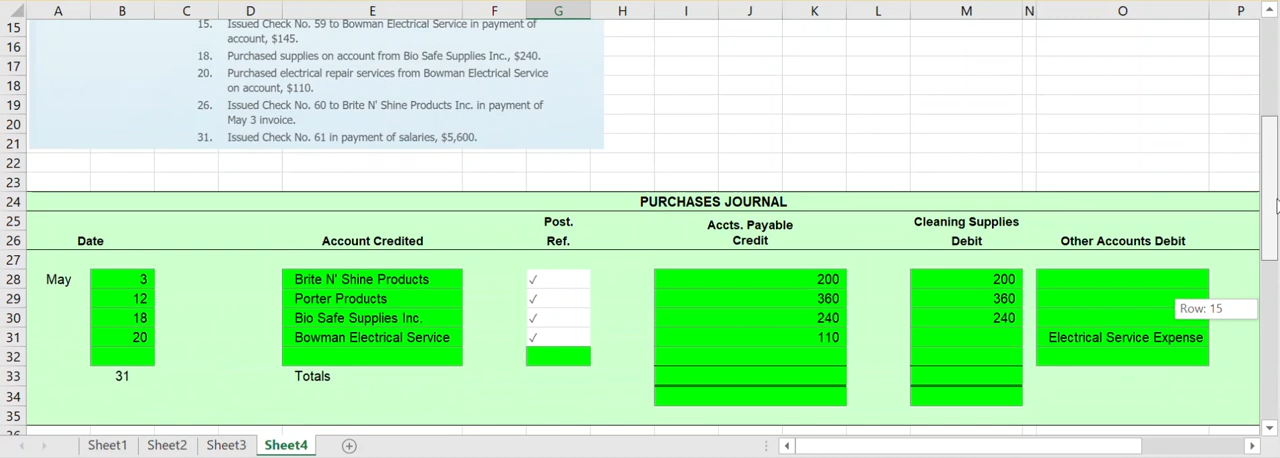 A B C D E F G H I J K L M N O P
15 15. Issued Check No. 59 to Bowman Electrical Service in payment of
account, $145.
16
17 18. Purchased supplies on account from Bio Safe Supplies Inc., $240.
18 20. Purchased electrical repair services from Bowman Electrical Service
on account, $110.
19 26. Issued Check No. 60 to Brite N' Shine Products Inc. in payment of
20 May 3 invoice.
21 31. Issued Check No. 61 in payment of salaries, $5,600.
22
23
24 PURCHASES JOURNAL
25 Post. Accts. Payable Cleaning Supplies
26 Date Account Credited Ref. Credit Debit Other Accounts Debit
27
28 May 3 Brite N' Shine Products ✓ 200 200
29 12 Porter Products ✓ 360 360
Row: 15
30 18 Bio Safe Supplies Inc. ✓ 240 240
31 20 Bowman Electrical Service ✓ 110 Electrical Service Expense
32
33 31 Totals
34
35
Sheet1 Sheet2 Sheet3 Sheet4